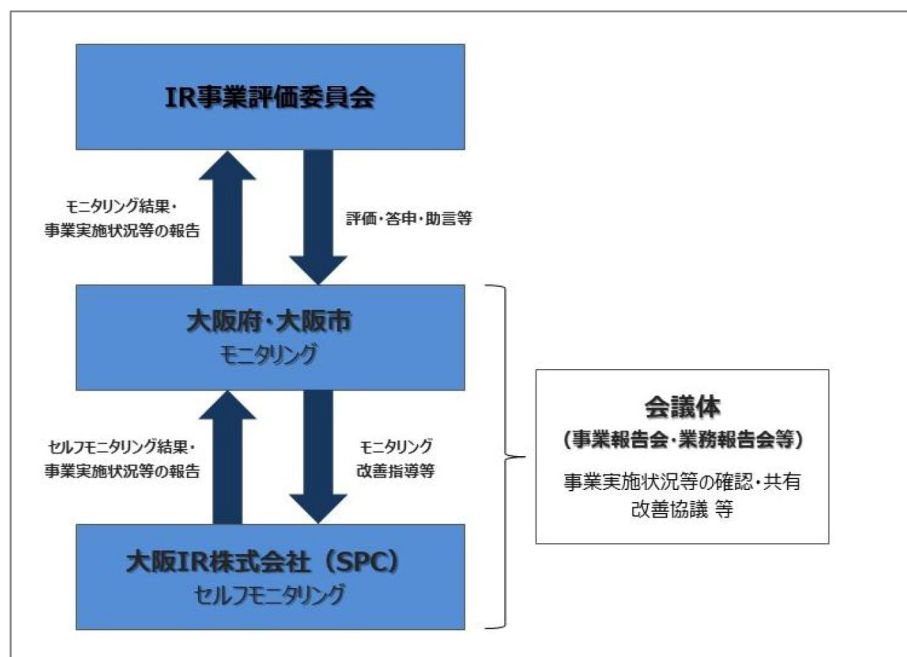 IR事業評価委員会
モニタリング結果・
事業実施状況等の報告
評価・答申・助言等
大阪府・大阪市
モニタリング
セルフモニタリング結果・
事業実施状況等の報告
モニタリング
改善指導等
会議体
(事業報告会・業務報告会等)
事業実施状況等の確認・共有
改善協議 等
大阪IR株式会社（SPC）
セルフモニタリング